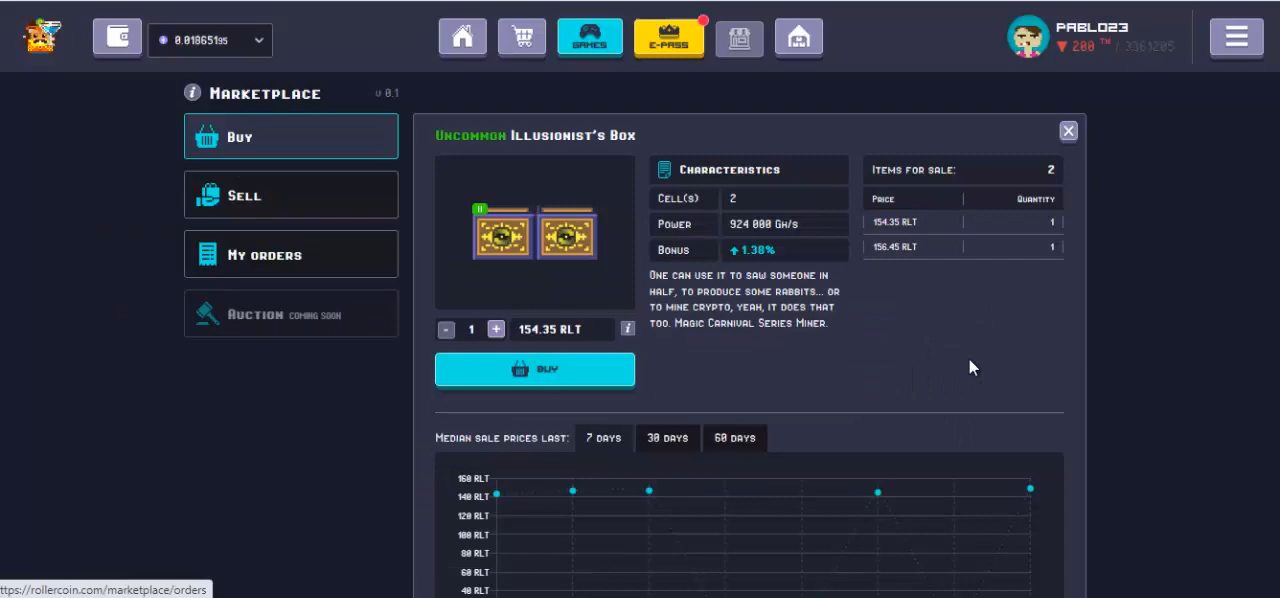 0.01865195
GAMES
E-PASS
PABLO23
200 TM / 3361205
i MARKETPLACE
v 0.1
BUY
SELL
MY ORDERS
AUCTION COMING SOON
UNCOMMON ILLUSIONIST'S BOX
II
- 1 + 154.35 RLT i
BUY
CHARACTERISTICS
CELL(S) 2
POWER 924 000 GH/S
BONUS 1.38%
ONE CAN USE IT TO SAW SOMEONE IN
HALF, TO PRODUCE SOME RABBITS... OR
TO MINE CRYPTO, YEAH, IT DOES THAT
TOO. MAGIC CARNIVAL SERIES MINER.
ITEMS FOR SALE: 2
PRICE QUANTITY
154.35 RLT 1
156.45 RLT 1
MEDIAN SALE PRICES LAST: 7 DAYS 30 DAYS 60 DAYS
160 RLT
140 RLT
120 RLT
100 RLT
80 RLT
60 RLT
40 RLT
ttps://rollercoin.com/marketplace/orders